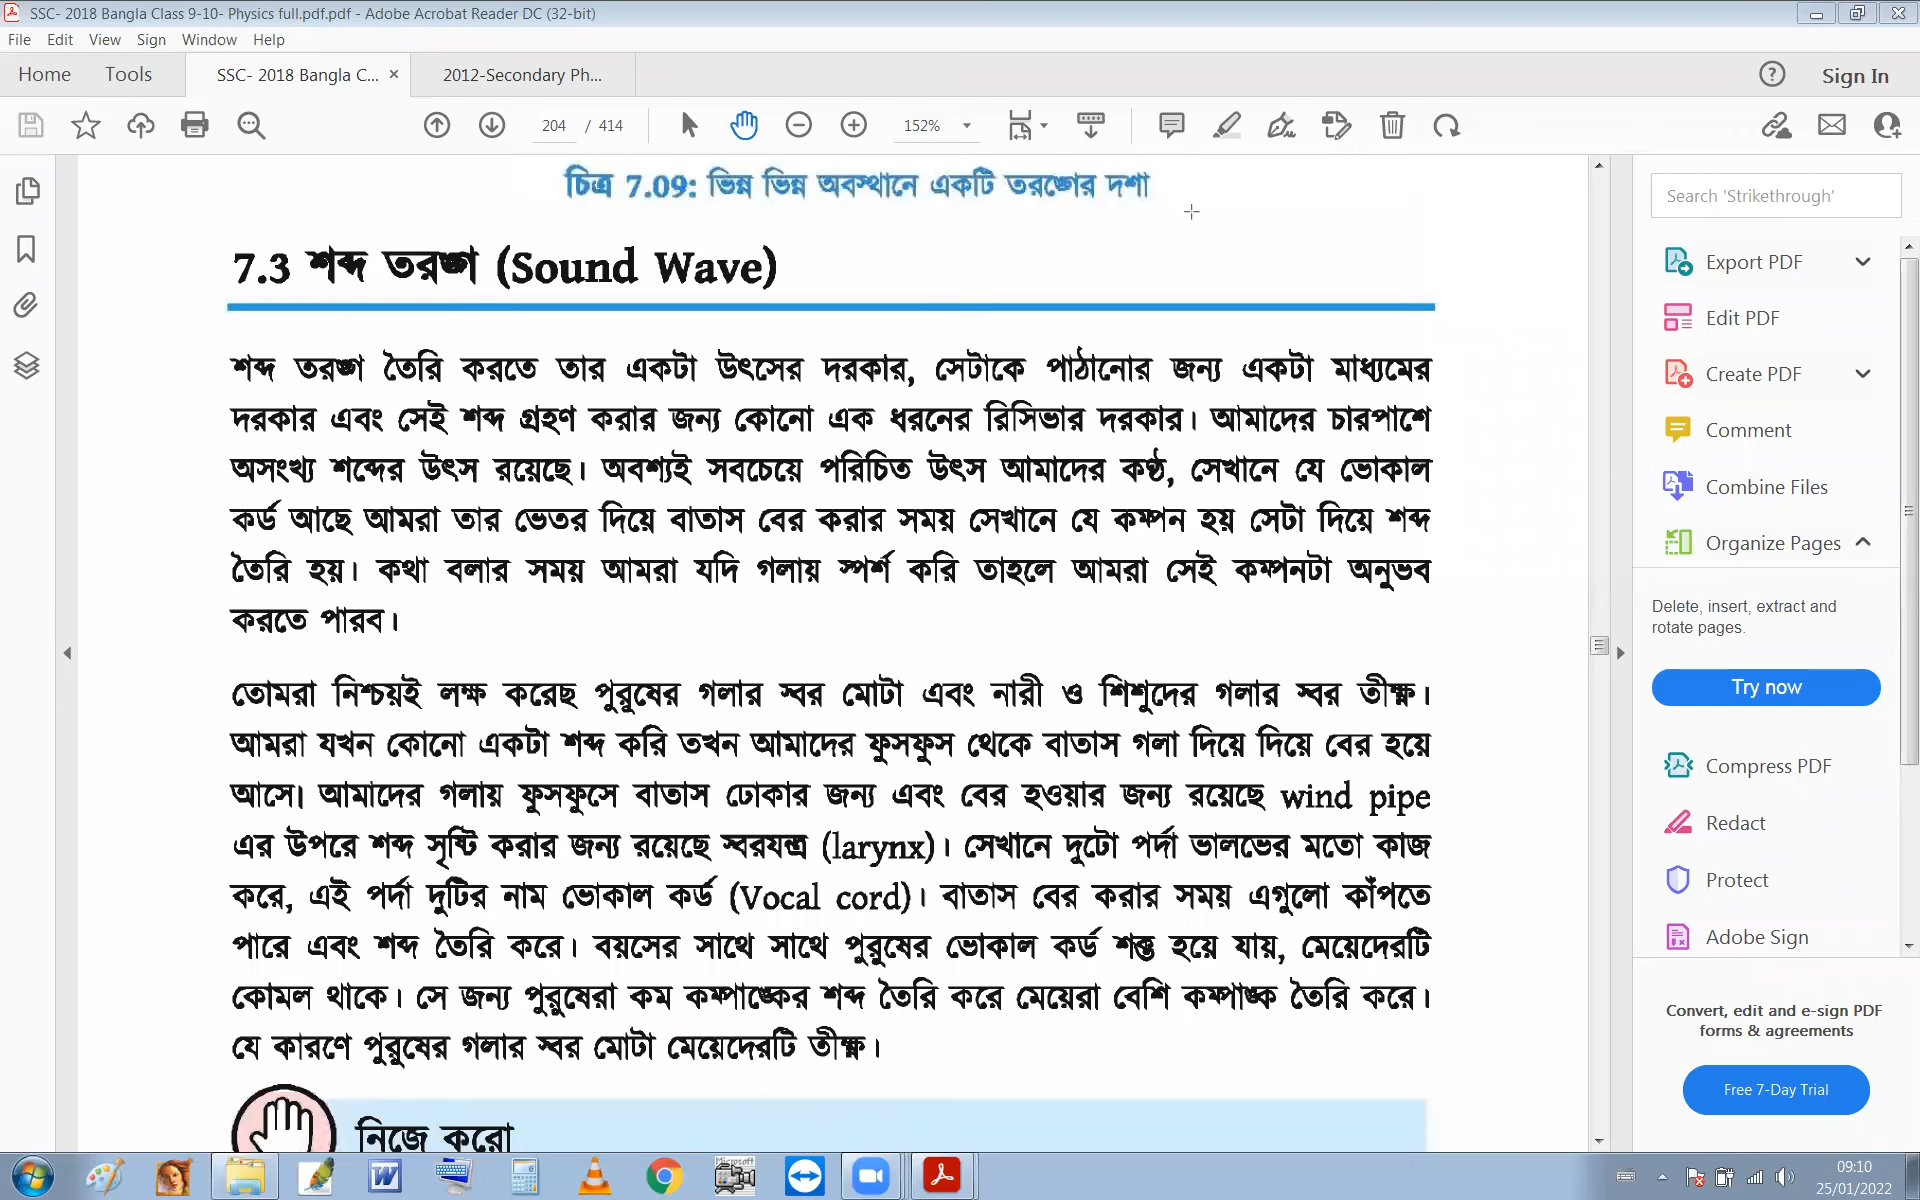 SSC- 2018 Bangla Class 9-10- Physics full.pdf.pdf - Adobe Acrobat Reader DC (32-bit)
File Edit View Sign Window Help
Home Tools SSC- 2018 Bangla C... × 2012-Secondary Ph... Sign In
204 / 414 152%
চিত্র 7.09: ভিন্ন ভিন্ন অবস্থানে একটি তরঙ্গের দশা
7.3 শব্দ তরঙ্গ (Sound Wave)
শব্দ তরঙ্গ তৈরি করতে তার একটা উৎসের দরকার, সেটাকে পাঠানোর জন্য একটা মাধ্যমের
দরকার এবং সেই শব্দ গ্রহণ করার জন্য কোনো এক ধরনের রিসিভার দরকার। আমাদের চারপাশে
অসংখ্য শব্দের উৎস রয়েছে। অবশ্যই সবচেয়ে পরিচিত উৎস আমাদের কণ্ঠ, সেখানে যে ভোকাল
কর্ড আছে আমরা তার ভেতর দিয়ে বাতাস বের করার সময় সেখানে যে কম্পন হয় সেটা দিয়ে শব্দ
তৈরি হয়। কথা বলার সময় আমরা যদি গলায় স্পর্শ করি তাহলে আমরা সেই কম্পনটা অনুভব
করতে পারব।
তোমরা নিশ্চয়ই লক্ষ করেছ পুরুষের গলার স্বর মোটা এবং নারী ও শিশুদের গলার স্বর তীক্ষ্ণ।
আমরা যখন কোনো একটা শব্দ করি তখন আমাদের ফুসফুস থেকে বাতাস গলা দিয়ে দিয়ে বের হয়ে
আসে। আমাদের গলায় ফুসফুসে বাতাস ঢোকার জন্য এবং বের হওয়ার জন্য রয়েছে wind pipe
এর উপরে শব্দ সৃষ্টি করার জন্য রয়েছে স্বরযন্ত্র (larynx)। সেখানে দুটো পর্দা ভালভের মতো কাজ
করে, এই পর্দা দুটির নাম ভোকাল কর্ড (Vocal cord)। বাতাস বের করার সময় এগুলো কাঁপতে
পারে এবং শব্দ তৈরি করে। বয়সের সাথে সাথে পুরুষের ভোকাল কর্ড শক্ত হয়ে যায়, মেয়েদেরটি
কোমল থাকে। সে জন্য পুরুষেরা কম কম্পাঙ্কের শব্দ তৈরি করে মেয়েরা বেশি কম্পাঙ্ক তৈরি করে।
যে কারণে পুরুষের গলার স্বর মোটা মেয়েদেরটি তীক্ষ্ণ।
নিজে করো
Search 'Strikethrough'
Export PDF
Edit PDF
Create PDF
Comment
Combine Files
Organize Pages
Delete, insert, extract and
rotate pages.
Try now
Compress PDF
Redact
Protect
Adobe Sign
Convert, edit and e-sign PDF
forms & agreements
Free 7-Day Trial
Microsoft
09:10
25/01/2022